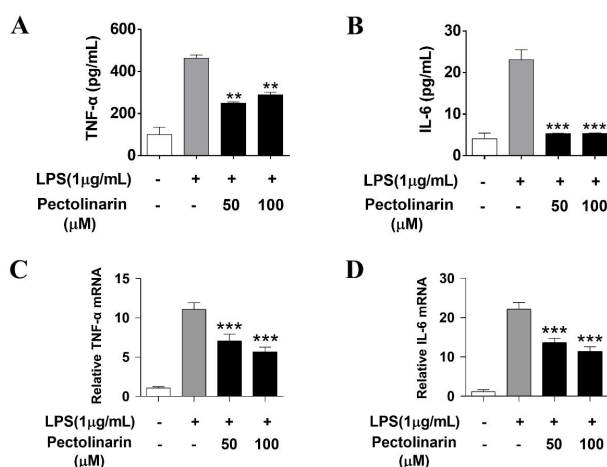 A
TNF-α (pg/mL)
600
400
200
0
** **
LPS(1μg/mL) - + + +
Pectolinarin - - 50 100
(μM)
B
IL-6 (pg/mL)
30
20
10
0
*** ***
LPS(1μg/mL) - + + +
Pectolinarin - - 50 100
(μM)
C
Relative TNF-α mRNA
15
10
5
0
*** ***
LPS(1μg/mL) - + + +
Pectolinarin - - 50 100
(μM)
D
Relative IL-6 mRNA
30
20
10
0
*** ***
LPS(1μg/mL) - + + +
Pectolinarin - - 50 100
(μM)